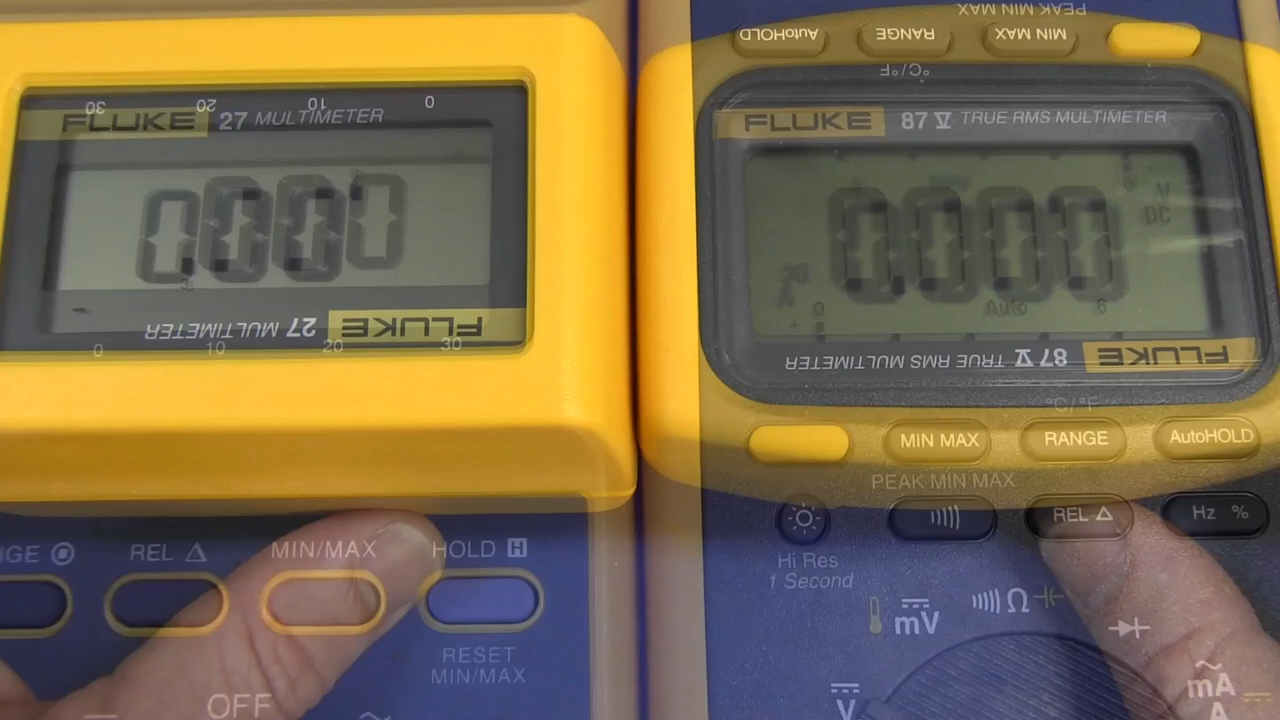 PEAK MIN MAX
AutoHOLD RANGE MIN MAX
°C/°F
30 20 10 0
FLUKE 27 MULTIMETER
FLUKE 87 V TRUE RMS MULTIMETER
0000
0.000
V
DC
0 Auto 6
FLUKE 27 MULTIMETER
FLUKE 87 V TRUE RMS MULTIMETER
0 10 20 30
°C/°F
MIN MAX RANGE AutoHOLD
PEAK MIN MAX
REL Δ Hz %
GE REL Δ MIN/MAX HOLD H
Hi Res
1 Second
RESET
MIN/MAX
mV Ω
OFF
V mA
A